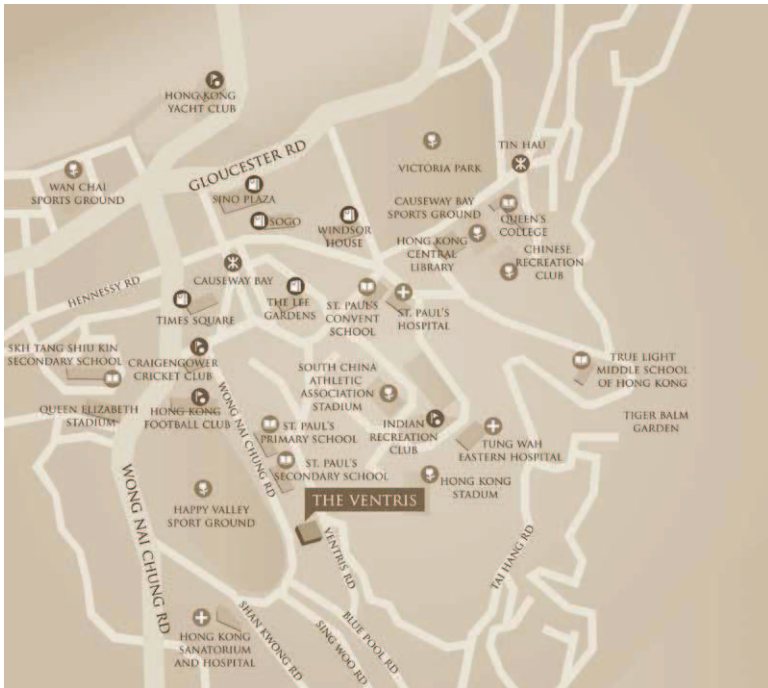 HONG KONG
YACHT CLUB
GLOUCESTER RD
VICTORIA PARK
TIN HAU
WAN CHAI
SPORTS GROUND
SINO PLAZA
SOGO
WINDSOR
HOUSE
CAUSEWAY BAY
SPORTS GROUND
QUEEN'S
COLLEGE
HONG KONG
CENTRAL
LIBRARY
CHINESE
RECREATION
CLUB
HENNESSY RD
CAUSEWAY BAY
TIMES SQUARE
THE LEE
GARDENS
ST. PAUL'S
CONVENT
SCHOOL
ST. PAUL'S
HOSPITAL
SKH TANG SHIU KIN
SECONDARY SCHOOL
CRAIGENGOWER
CRICKET CLUB
SOUTH CHINA
ATHLETIC
ASSOCIATION
STADIUM
TRUE LIGHT
MIDDLE SCHOOL
OF HONG KONG
QUEEN ELIZABETH
STADIUM
HONG KONG
FOOTBALL CLUB
WONG NAI CHUNG RD
ST. PAUL'S
PRIMARY SCHOOL
INDIAN
RECREATION
CLUB
TUNG WAH
EASTERN HOSPITAL
TIGER BALM
GARDEN
ST. PAUL'S
SECONDARY SCHOOL
HONG KONG
STADUM
WONG NAI CHUNG RD
HAPPY VALLEY
SPORT GROUND
THE VENTRIS
VENTRIS RD
TAI HANG RD
HONG KONG
SANATORIUM
AND HOSPITAL
SHAN KWONG RD
SING WOO RD
BLUE POOL RD